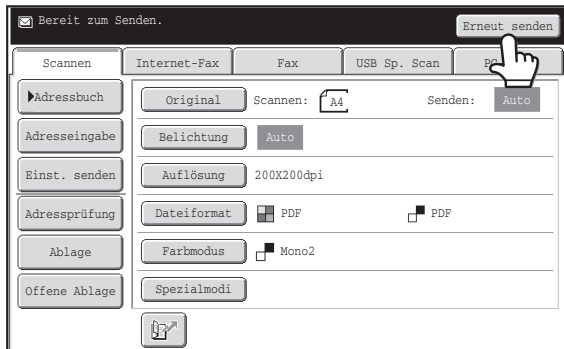 Bereit zum Senden.
Erneut senden
Scannen Internet-Fax Fax USB Sp. Scan PC
Adressbuch
Original Scannen: A4 Senden: Auto
Adresseingabe
Belichtung Auto
Einst. senden
Auflösung 200X200dpi
Adressprüfung
Dateiformat PDF PDF
Ablage
Farbmodus Mono2
Offene Ablage
Spezialmodi